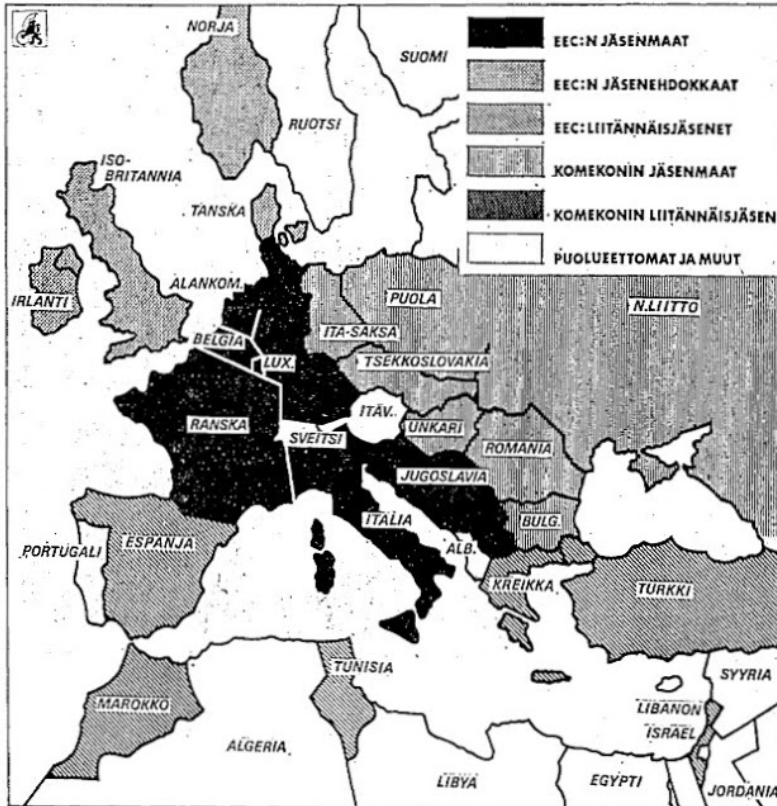 NORJA
SUOMI
RUOTSI
ISO-
BRITANNIA
TANSKA
IRLANTI
ALANKOM.
BELGIA
LUX.
PUOLA
ITA-SAKSA
N.LIITTO
TSEKKOSLOVAKIA
RANSKA
SVEITSI
ITÄV.
UNKARI
ROMANIA
JUGOSLAVIA
ITALIA
BULG.
ALB.
PORTUGALI
ESPANJA
KREIKKA
TURKKI
MAROKKO
TUNISIA
ALGERIA
LIBYA
EGYPTI
SYYRIA
LIBANON
ISRAEL
JORDANIA
EEC:N JÄSENMAAT
EEC:N JÄSENEHDOKKAAT
EEC:LIITÄNNÄISJÄSENET
KOMEKONIN JÄSENMAAT
KOMEKONIN LIITÄNNÄISJÄSEN
PUOLUEETTOMAT JA MUUT